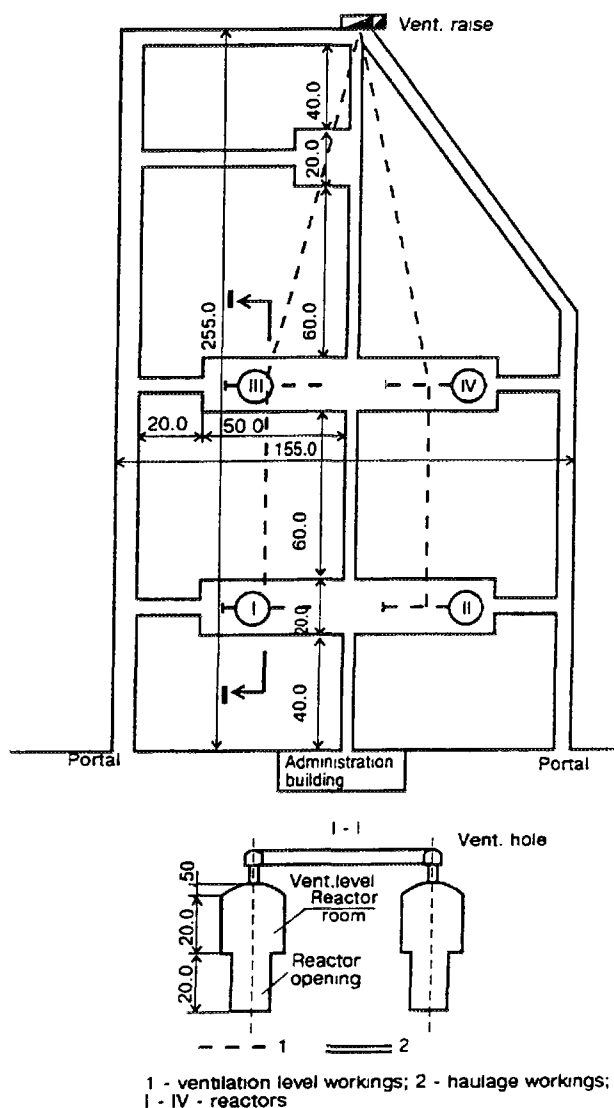 Vent. raise
40.0
20.0
60.0
255.0
I
III
IV
20.0
50 0
155.0
60.0
I
II
20.0
I
40.0
Portal
Administration
building
Portal
I - I
Vent. hole
50
Vent.level
Reactor
room
20.0
Reactor
opening
20.0
1
2
1 - ventilation level workings; 2 - haulage workings;
I - IV - reactors